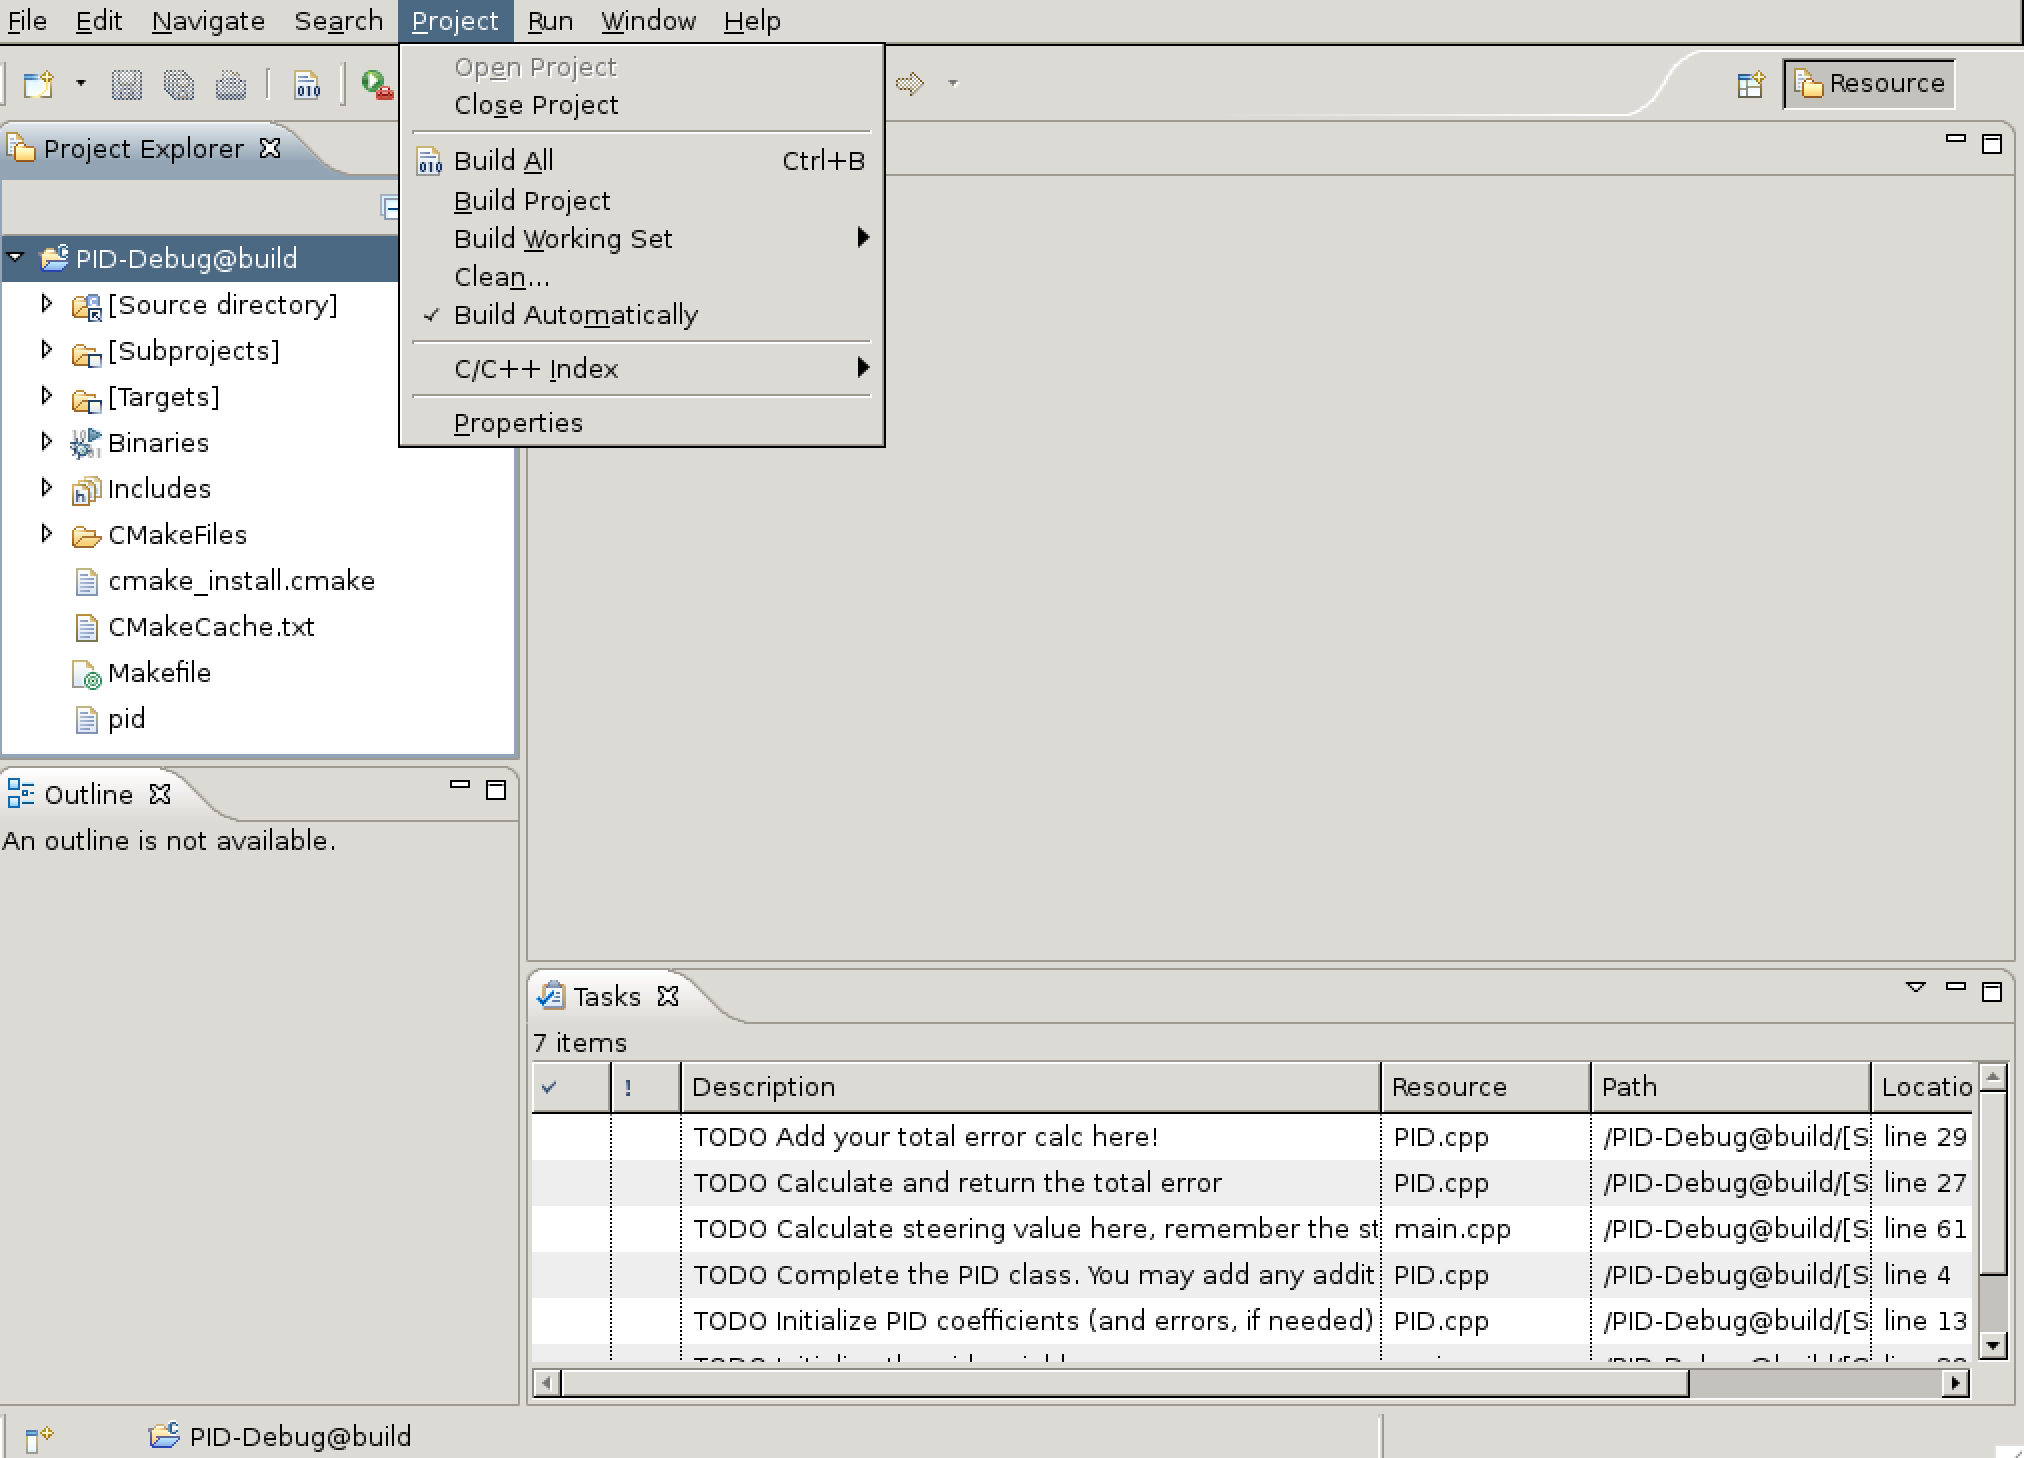 File Edit Navigate Search Project Run Window Help
Open Project
Close Project
Build All Ctrl+B
Build Project
Build Working Set
Clean...
Build Automatically
C/C++ Index
Properties
Resource
Project Explorer
PID-Debug@build
[Source directory]
[Subprojects]
[Targets]
Binaries
Includes
CMakeFiles
cmake_install.cmake
CMakeCache.txt
Makefile
pid
Outline
An outline is not available.
Tasks
7 items
! Description Resource Path Locatio
TODO Add your total error calc here! PID.cpp /PID-Debug@build/[S line 29
TODO Calculate and return the total error PID.cpp /PID-Debug@build/[S line 27
TODO Calculate steering value here, remember the st main.cpp /PID-Debug@build/[S line 61
TODO Complete the PID class. You may add any addit PID.cpp /PID-Debug@build/[S line 4
TODO Initialize PID coefficients (and errors, if needed) PID.cpp /PID-Debug@build/[S line 13
PID-Debug@build